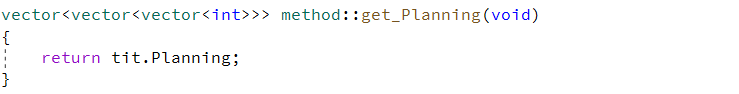 vector<vector<vector<int>>> method::get_Planning(void)
{
    return tit.Planning;
}